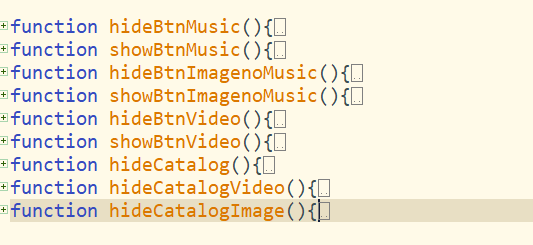 function hideBtnMusic(){..
function showBtnMusic(){..
function hideBtnImagenoMusic(){..
function showBtnImagenoMusic(){..
function hideBtnVideo(){..
function showBtnVideo(){..
function hideCatalog(){..
function hideCatalogVideo(){..
function hideCatalogImage(){..